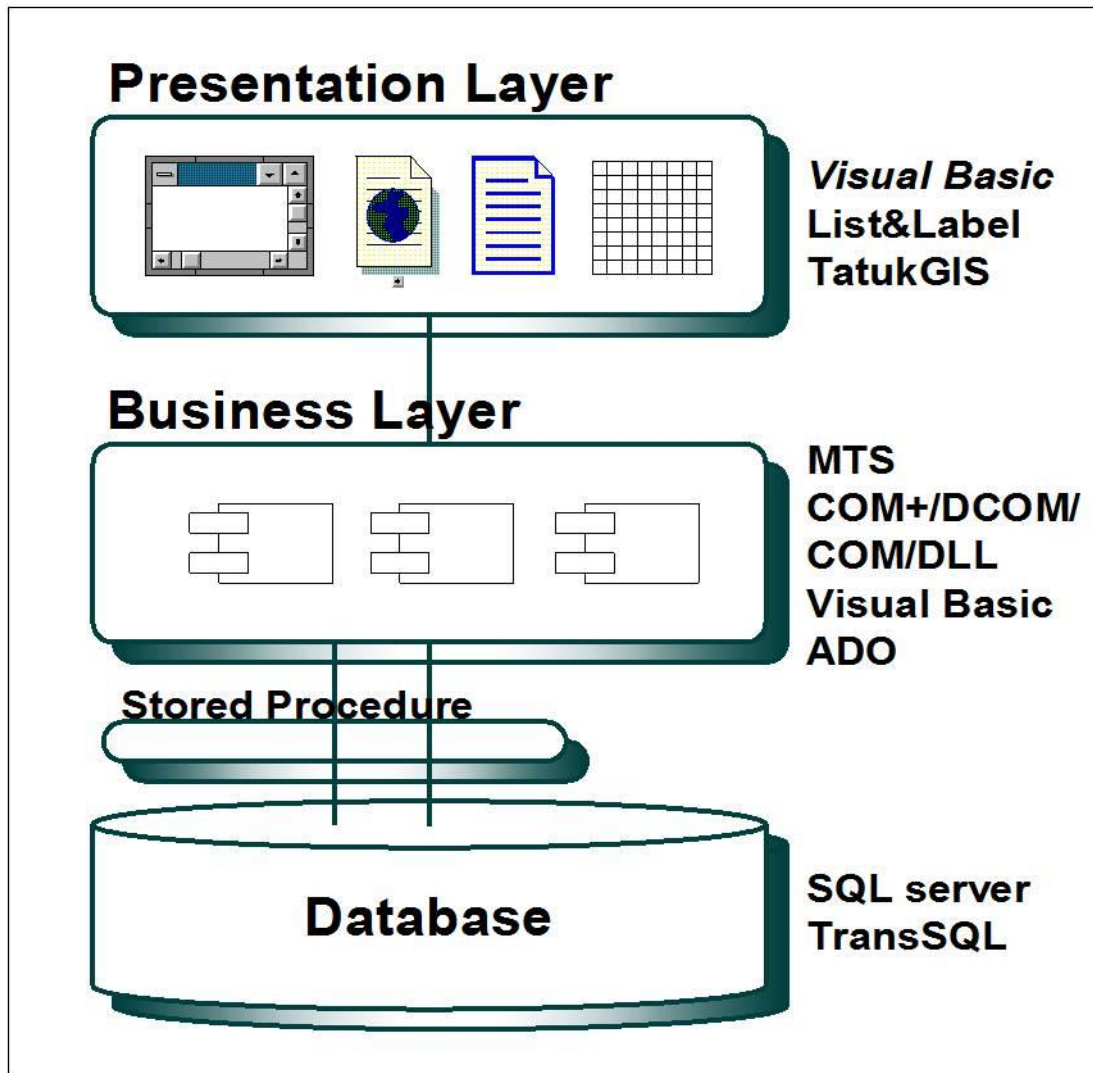 Presentation Layer
Visual Basic
List&Label
TatukGIS
Business Layer
MTS
COM+/DCOM/
COM/DLL
Visual Basic
ADO
Stored Procedure
Database
SQL server
TransSQL